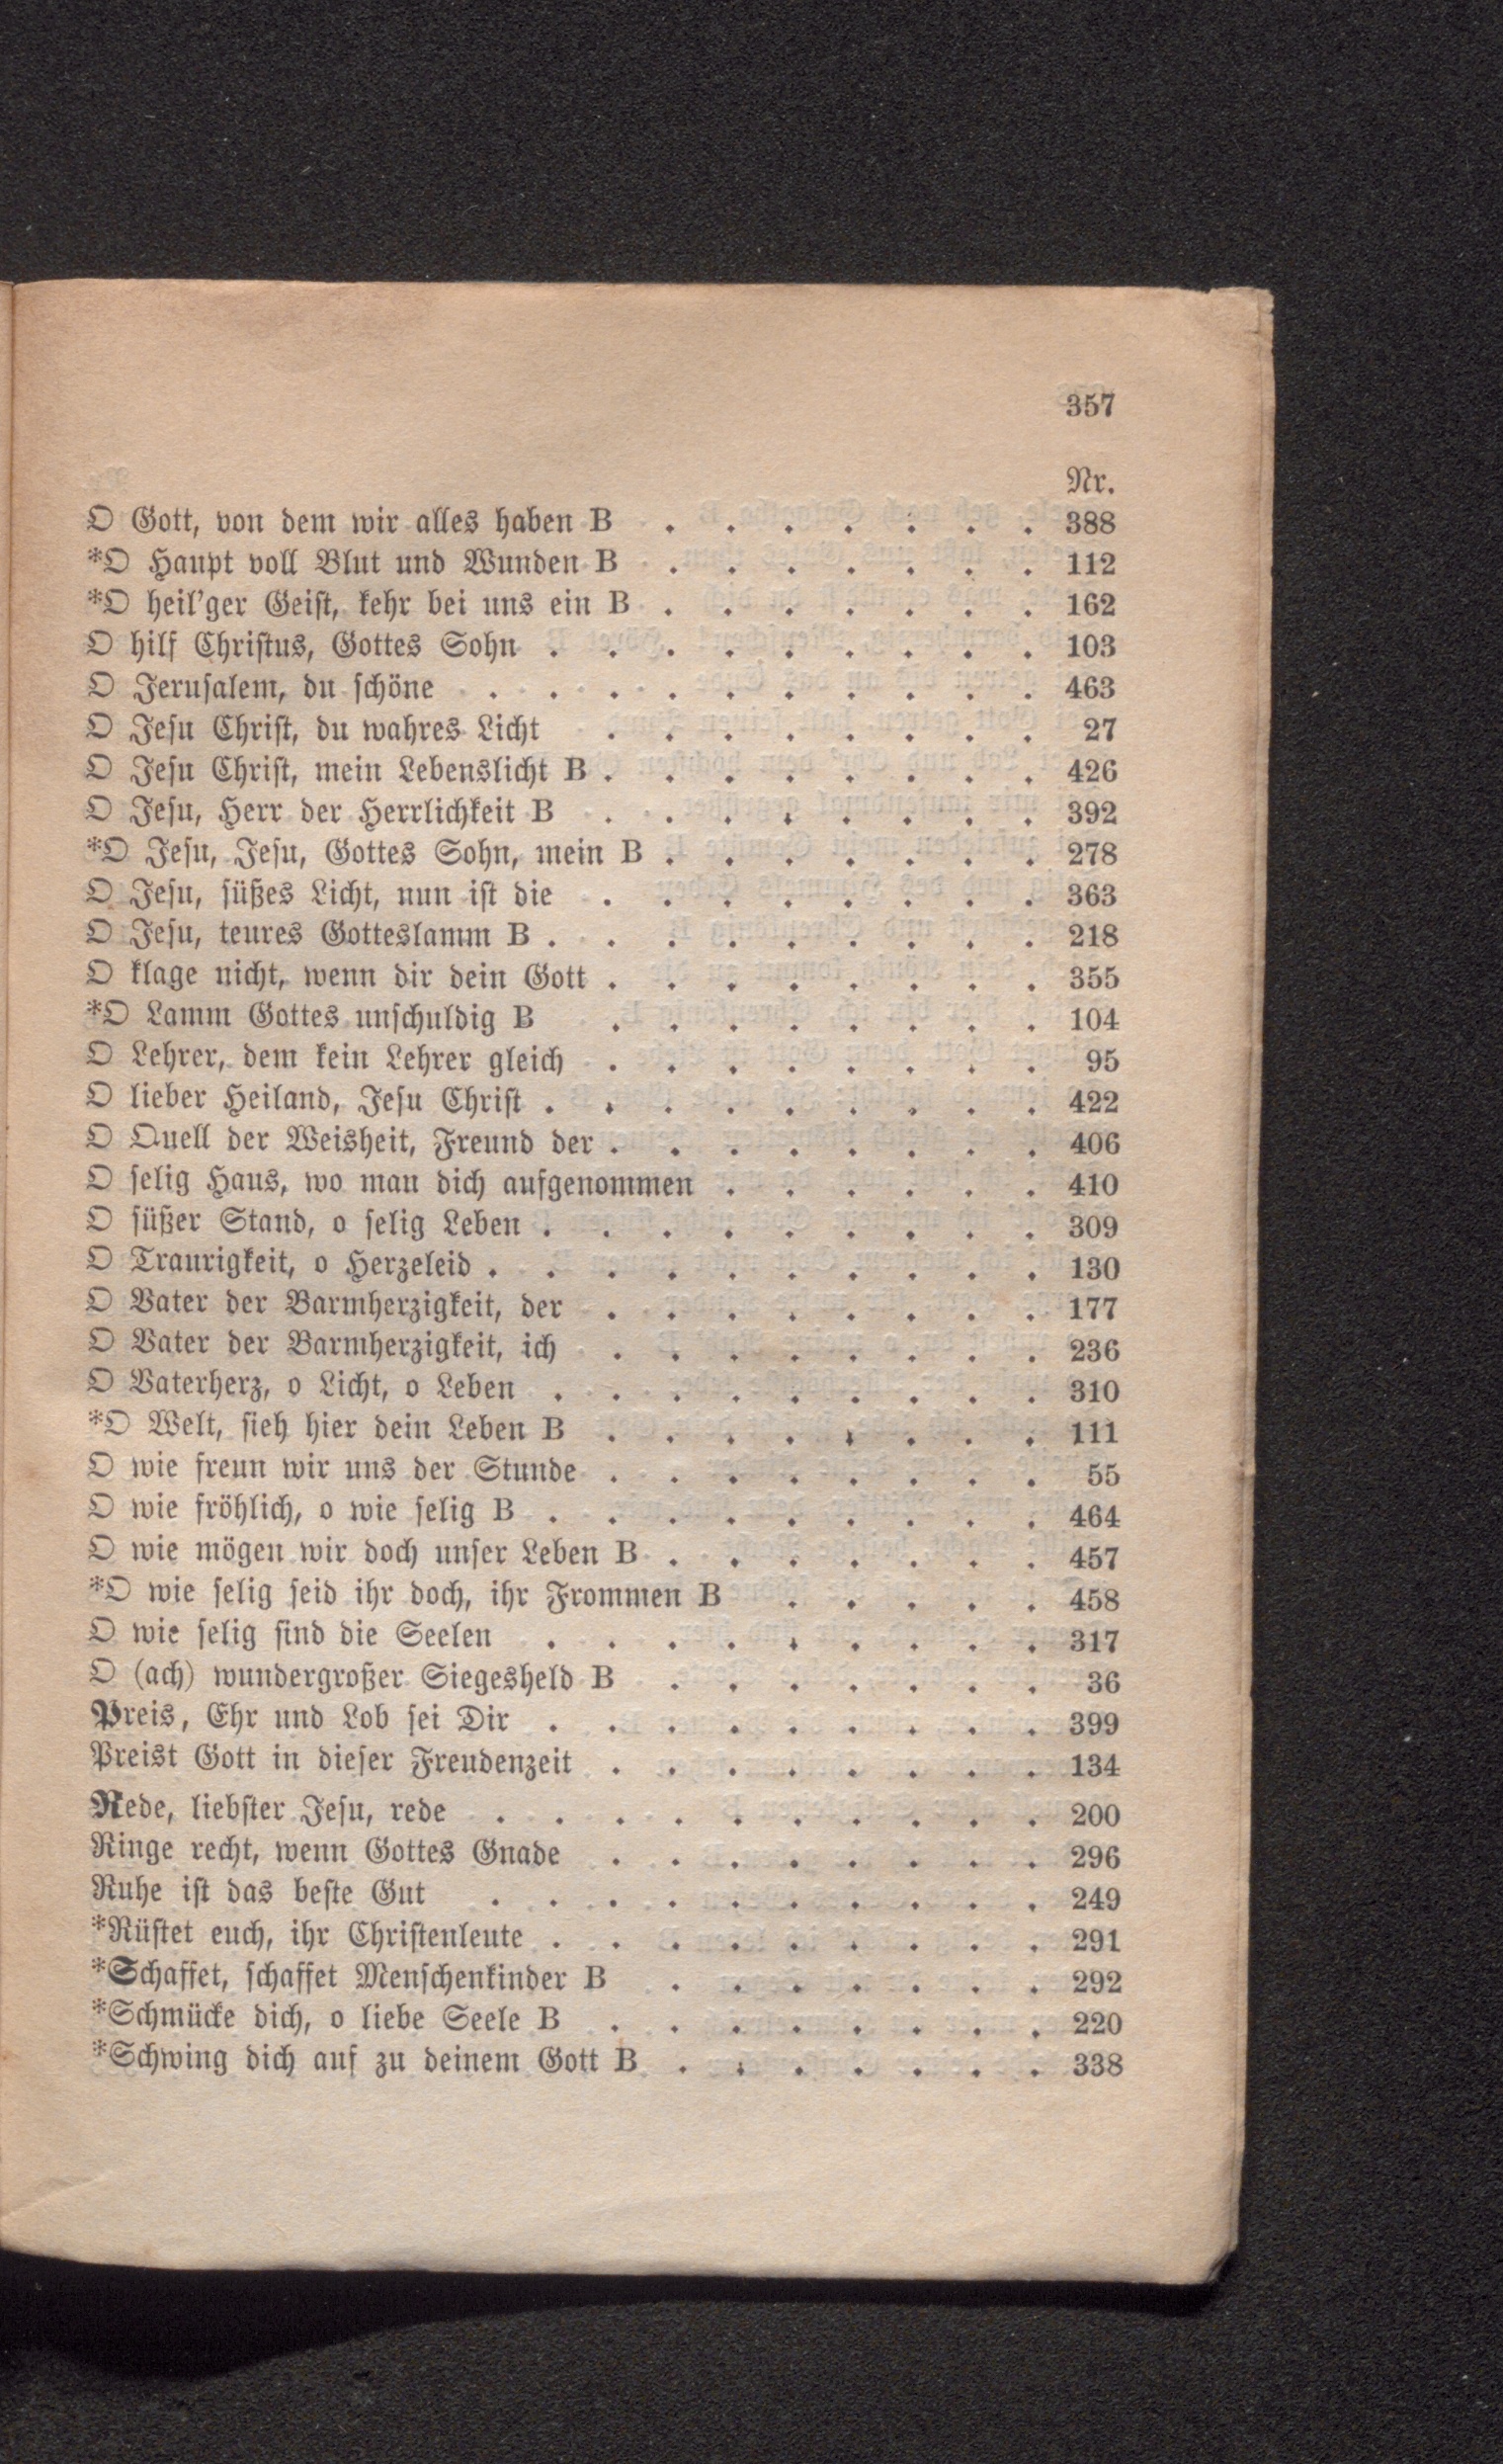 357
Nr.
O Gott, von dem wir alles haben B . . . . . . . 388
*O Haupt voll Blut und Wunden B . . . . . . . 112
*O heil'ger Geist, kehr bei uns ein B . . . . . . . 162
O hilf Christus, Gottes Sohn . . . . . . . . . 103
O Jerusalem, du schöne . . . . . . . . . . 463
O Jesu Christ, du wahres Licht . . . . . . . . 27
O Jesu Christ, mein Lebenslicht B . . . . . . . . 426
O Jesu, Herr der Herrlichkeit B . . . . . . . . 392
*O Jesu, Jesu, Gottes Sohn, mein B . . . . . . . 278
O Jesu, süßes Licht, nun ist die . . . . . . . . 363
O Jesu, teures Gotteslamm B . . . . . . . . . 218
O klage nicht, wenn dir dein Gott . . . . . . . . 355
*O Lamm Gottes unschuldig B . . . . . . . . 104
O Lehrer, dem kein Lehrer gleich . . . . . . . . 95
O lieber Heiland, Jesu Christ . . . . . . . . . 422
O Quell der Weisheit, Freund der . . . . . . . . 406
O selig Haus, wo man dich aufgenommen . . . . . . 410
O süßer Stand, o selig Leben . . . . . . . . . 309
O Traurigkeit, o Herzeleid . . . . . . . . . . 130
O Vater der Barmherzigkeit, der . . . . . . . . 177
O Vater der Barmherzigkeit, ich . . . . . . . . 236
O Vaterherz, o Licht, o Leben . . . . . . . . . 310
*O Welt, sieh hier dein Leben B . . . . . . . . 111
O wie freun wir uns der Stunde . . . . . . . . 55
O wie fröhlich, o wie selig B . . . . . . . . . 464
O wie mögen wir doch unser Leben B . . . . . . . 457
*O wie selig seid ihr doch, ihr Frommen B . . . . . 458
O wie selig sind die Seelen . . . . . . . . . 317
O (ach) wundergroßer Siegesheld B . . . . . . . 36
Preis, Ehr und Lob sei Dir . . . . . . . . . 399
Preist Gott in dieser Freudenzeit . . . . . . . . 134
Rede, liebster Jesu, rede . . . . . . . . . . 200
Ringe recht, wenn Gottes Gnade . . . . . . . . 296
Ruhe ist das beste Gut . . . . . . . . . . 249
*Rüstet euch, ihr Christenleute . . . . . . . . . 291
*Schaffet, schaffet Menschenkinder B . . . . . . . 292
*Schmücke dich, o liebe Seele B . . . . . . . . 220
*Schwing dich auf zu deinem Gott B . . . . . . . 338